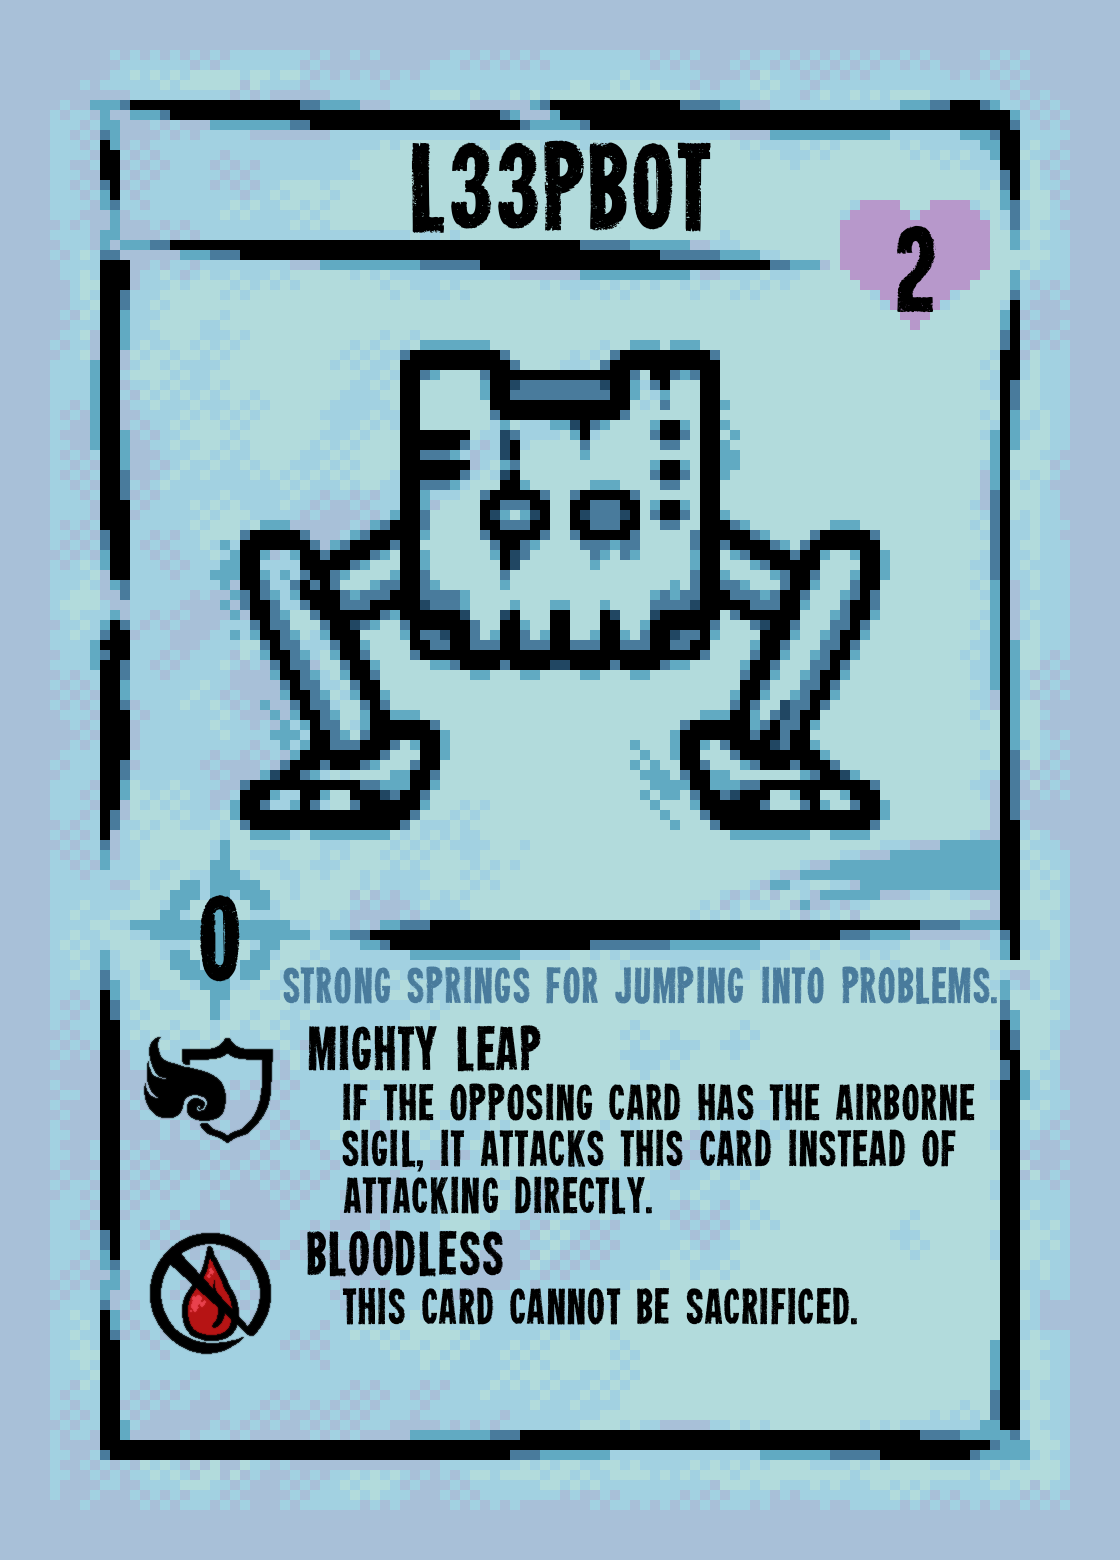 L33PBOT
2
0
STRONG SPRINGS FOR JUMPING INTO PROBLEMS.
MIGHTY LEAP
IF THE OPPOSING CARD HAS THE AIRBORNE
SIGIL, IT ATTACKS THIS CARD INSTEAD OF
ATTACKING DIRECTLY.
BLOODLESS
THIS CARD CANNOT BE SACRIFICED.